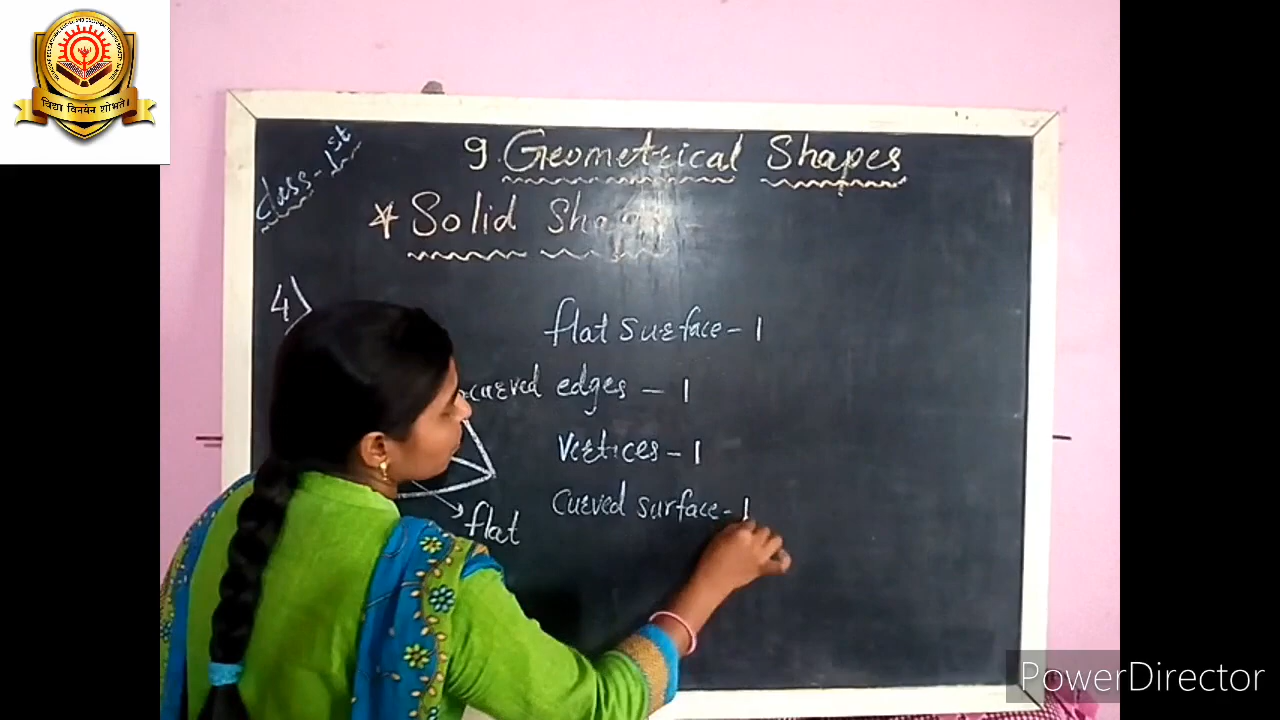 विद्या विनयेन शोभते।
class-1st
9. Geometrical Shapes
* Solid Shape
4)
flat surface - 1
curved edges - 1
vertices - 1
curved surface - 1
flat
PowerDirector